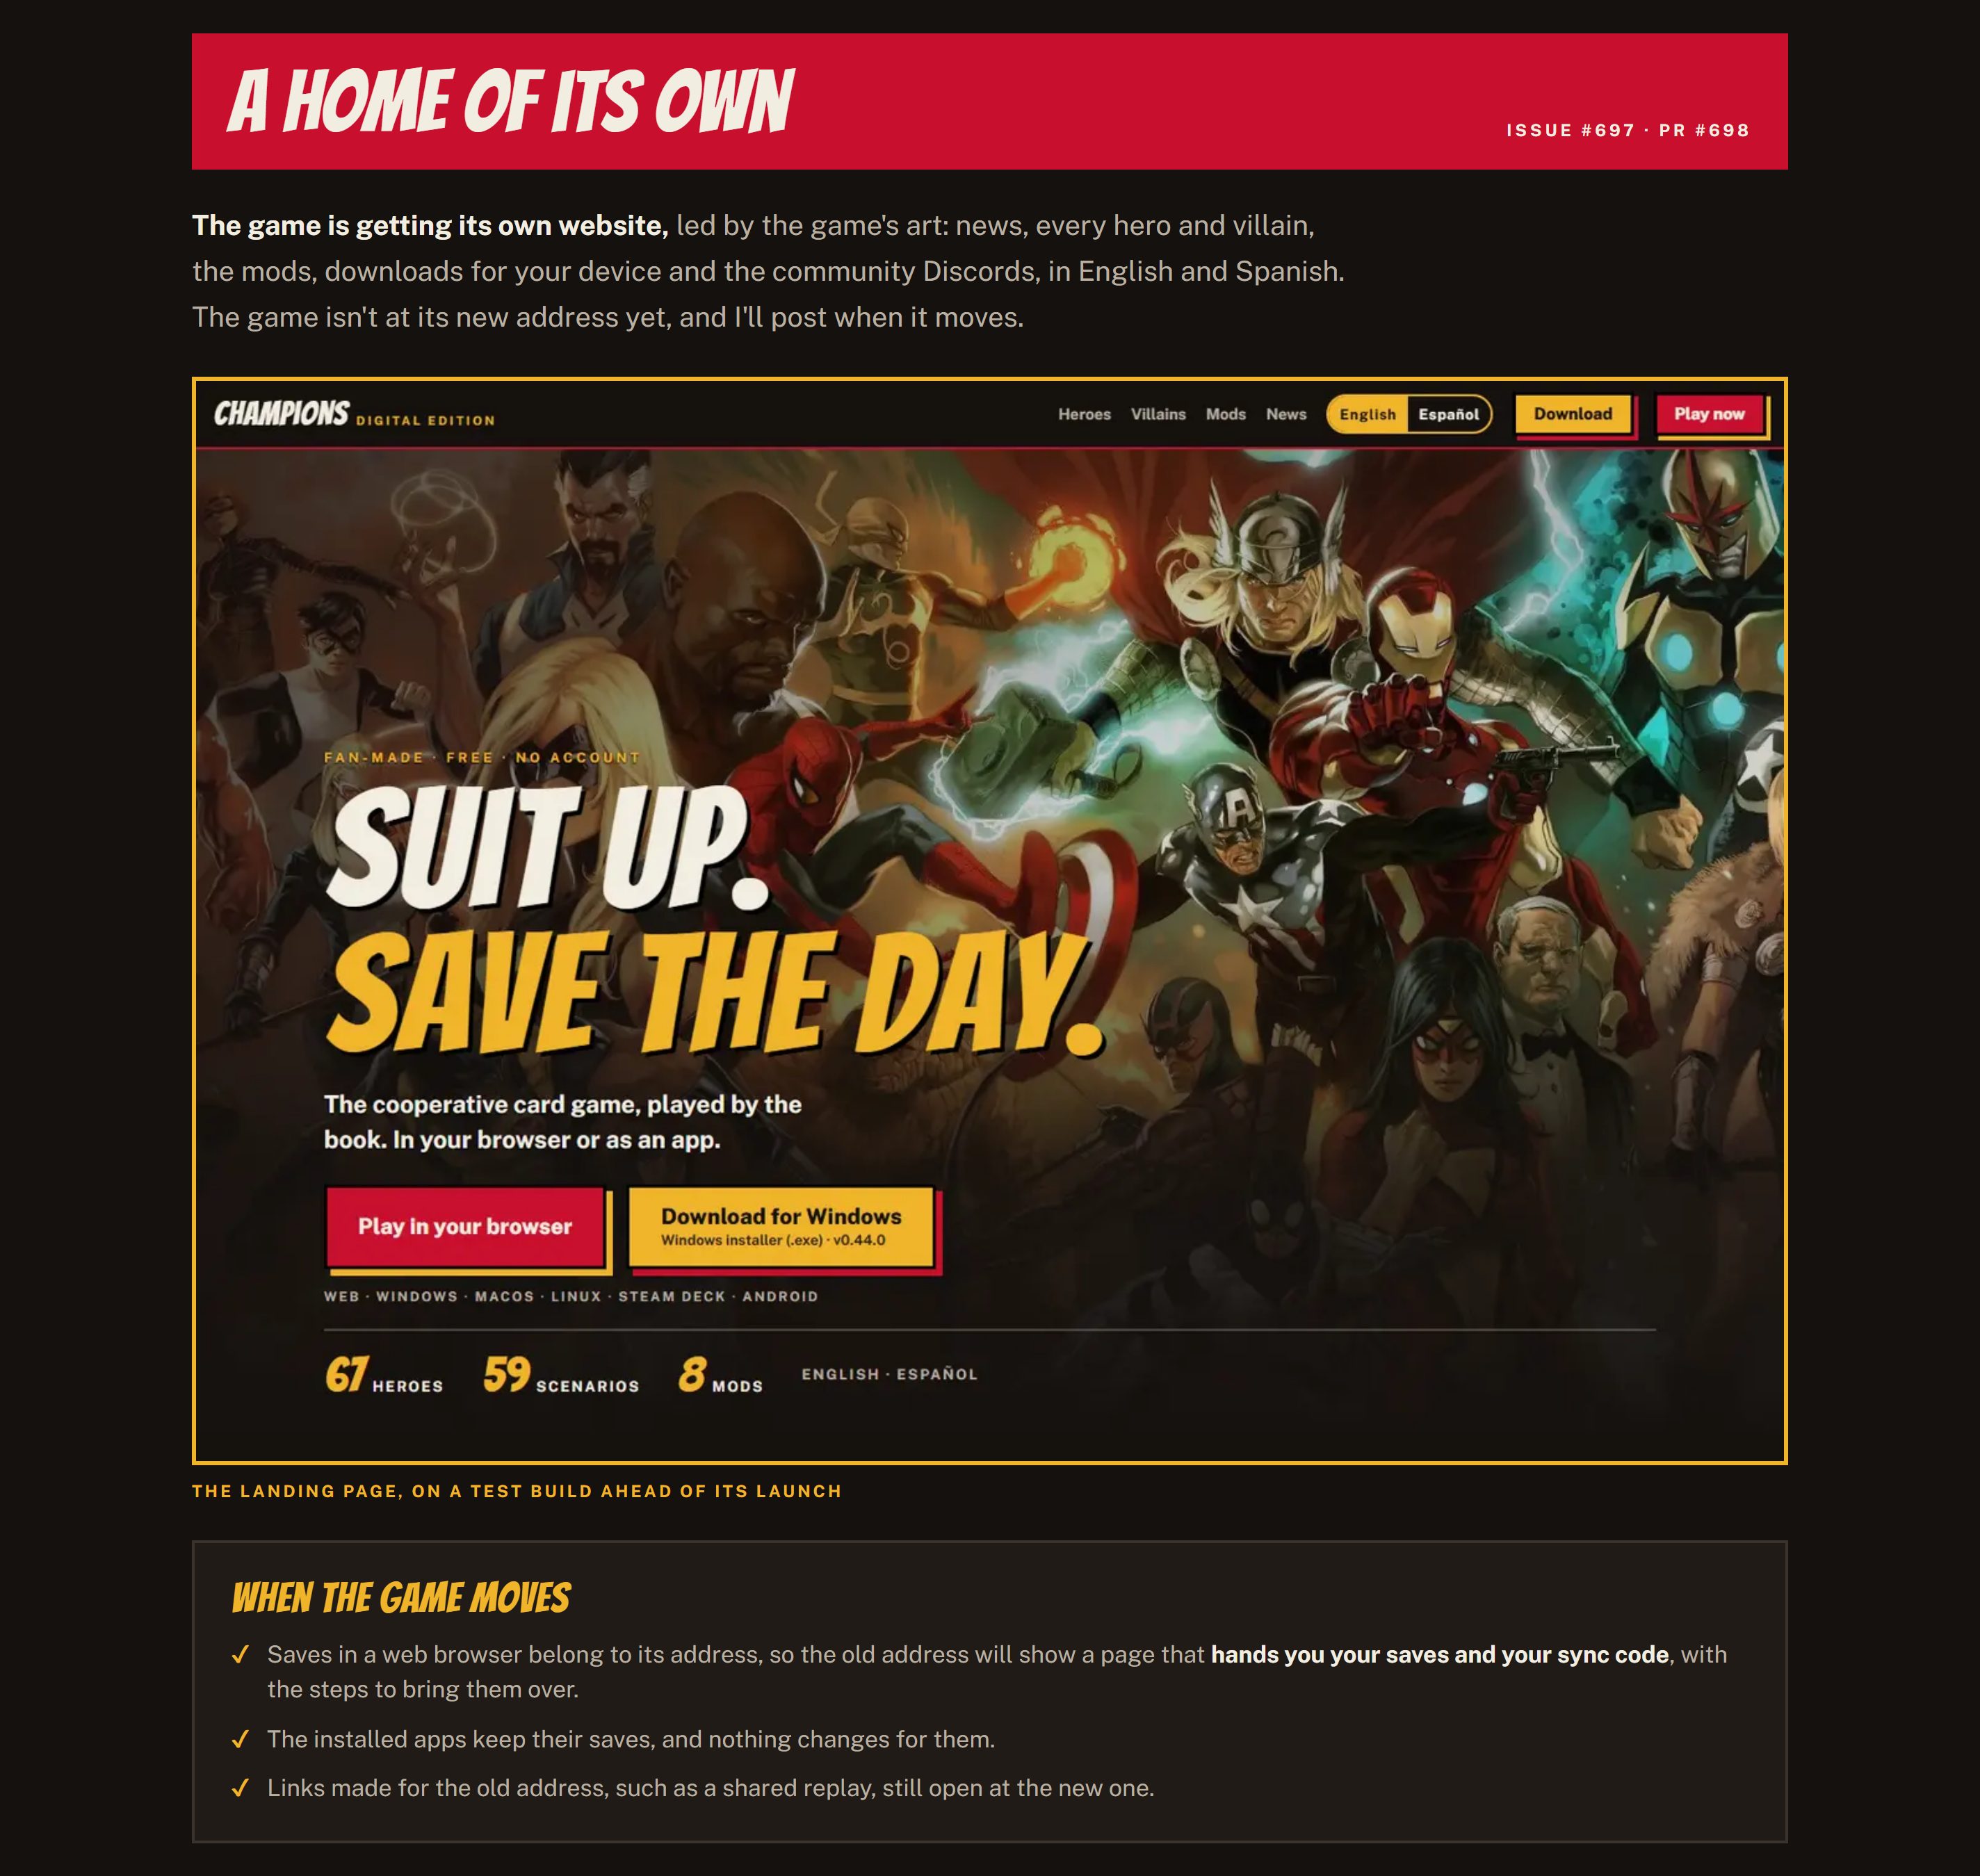 A HOME OF ITS OWN
ISSUE #697 · PR #698
The game is getting its own website, led by the game's art: news, every hero and villain,
the mods, downloads for your device and the community Discords, in English and Spanish.
The game isn't at its new address yet, and I'll post when it moves.
CHAMPIONS DIGITAL EDITION
Heroes Villains Mods News English Español Download Play now
FAN-MADE · FREE · NO ACCOUNT
SUIT UP.
SAVE THE DAY.
The cooperative card game, played by the
book. In your browser or as an app.
Play in your browser
Download for Windows
Windows installer (.exe) · v0.44.0
WEB · WINDOWS · MACOS · LINUX · STEAM DECK · ANDROID
67 HEROES 59 SCENARIOS 8 MODS ENGLISH · ESPAÑOL
THE LANDING PAGE, ON A TEST BUILD AHEAD OF ITS LAUNCH
WHEN THE GAME MOVES
✓ Saves in a web browser belong to its address, so the old address will show a page that hands you your saves and your sync code, with
the steps to bring them over.
✓ The installed apps keep their saves, and nothing changes for them.
✓ Links made for the old address, such as a shared replay, still open at the new one.